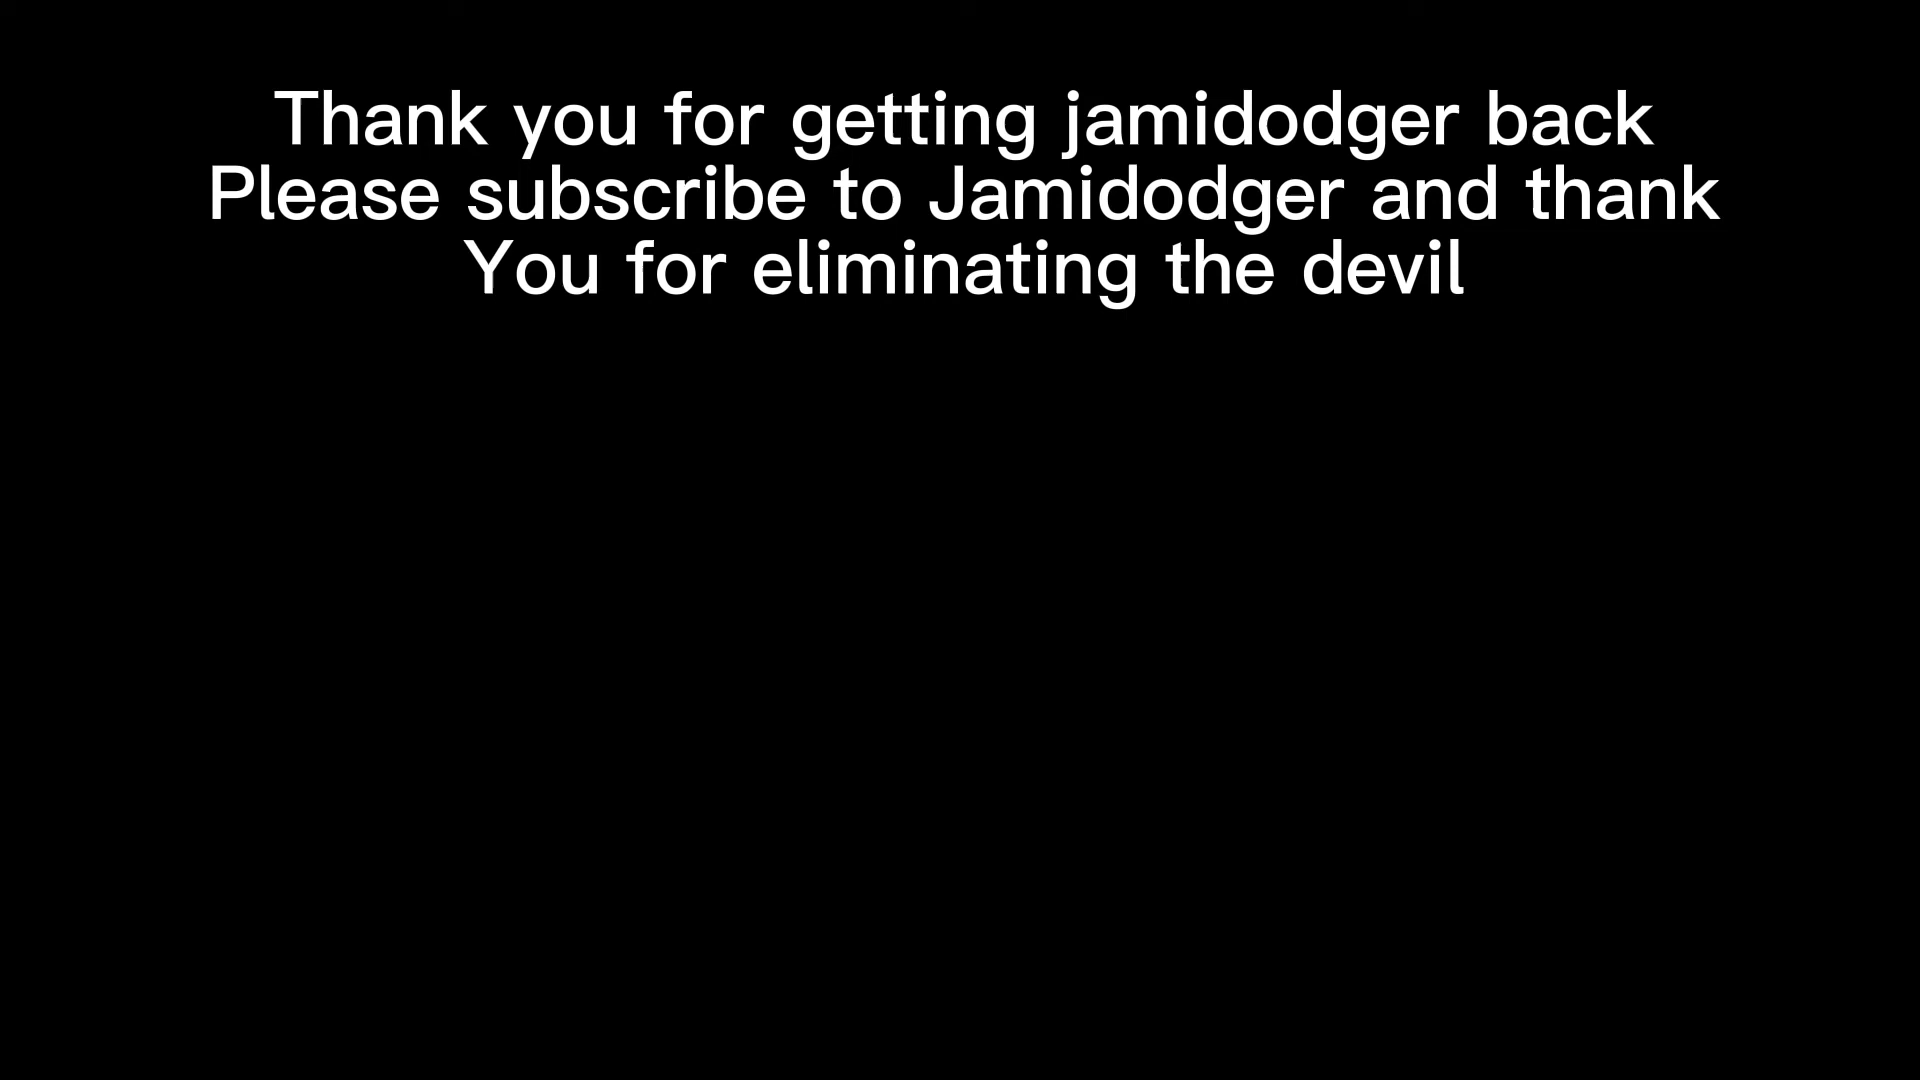 Thank you for getting jamidodger back
Please subscribe to Jamidodger and thank
You for eliminating the devil